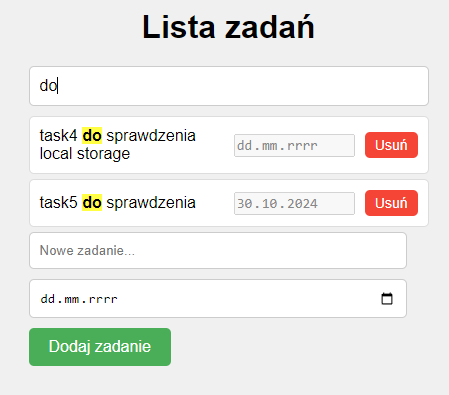 Lista zadań
do
task4 do sprawdzenia
local storage
dd.mm.rrrr
Usuń
task5 do sprawdzenia
30.10.2024
Usuń
Nowe zadanie...
dd.mm.rrrr
Dodaj zadanie